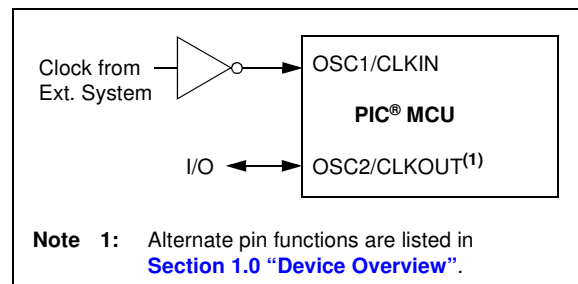 Clock from
Ext. System
OSC1/CLKIN
PIC® MCU
I/O
OSC2/CLKOUT(1)
Note 1: Alternate pin functions are listed in
Section 1.0 “Device Overview”.